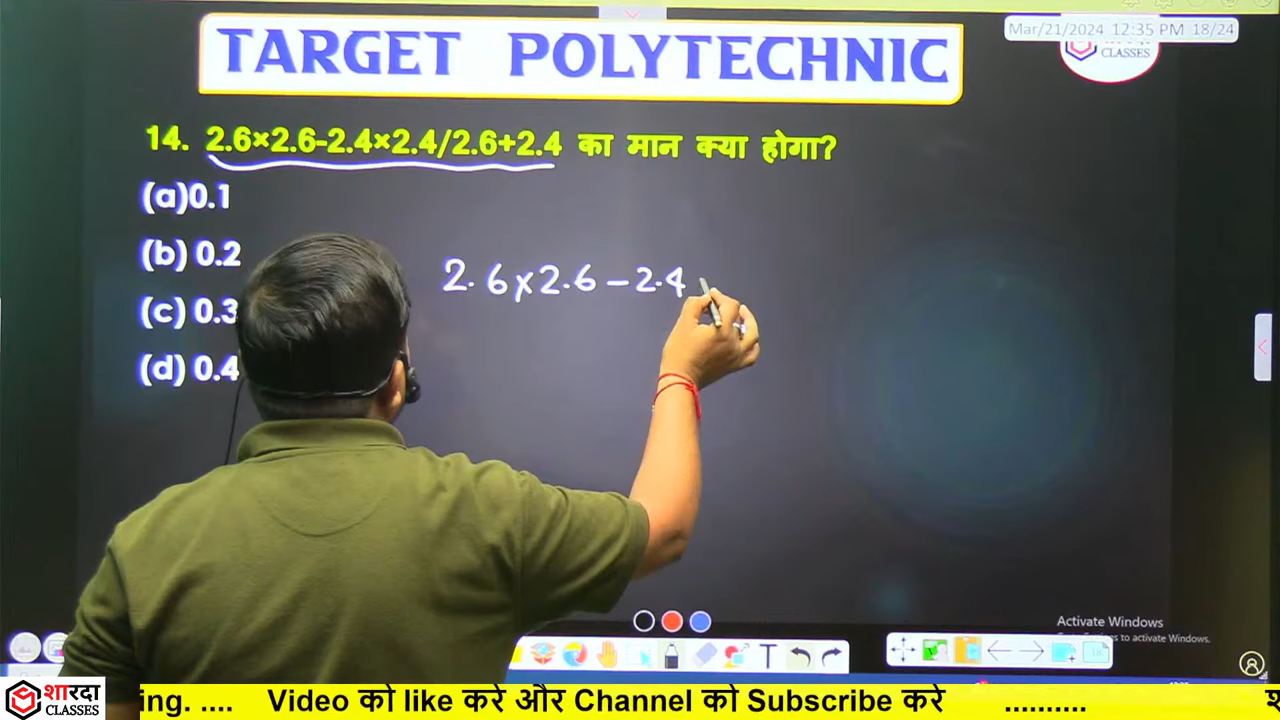 Mar/21/2024 12:35 PM 18/24
TARGET POLYTECHNIC
CLASSES
14. 2.6×2.6-2.4×2.4/2.6+2.4 का मान क्या होगा?
(a)0.1
(b) 0.2
(c) 0.3
(d) 0.4
2.6×2.6-2.4
Activate Windows
to activate Windows.
T
शारदा
CLASSES
ing. .... Video को like करे और Channel को Subscribe करे ..........